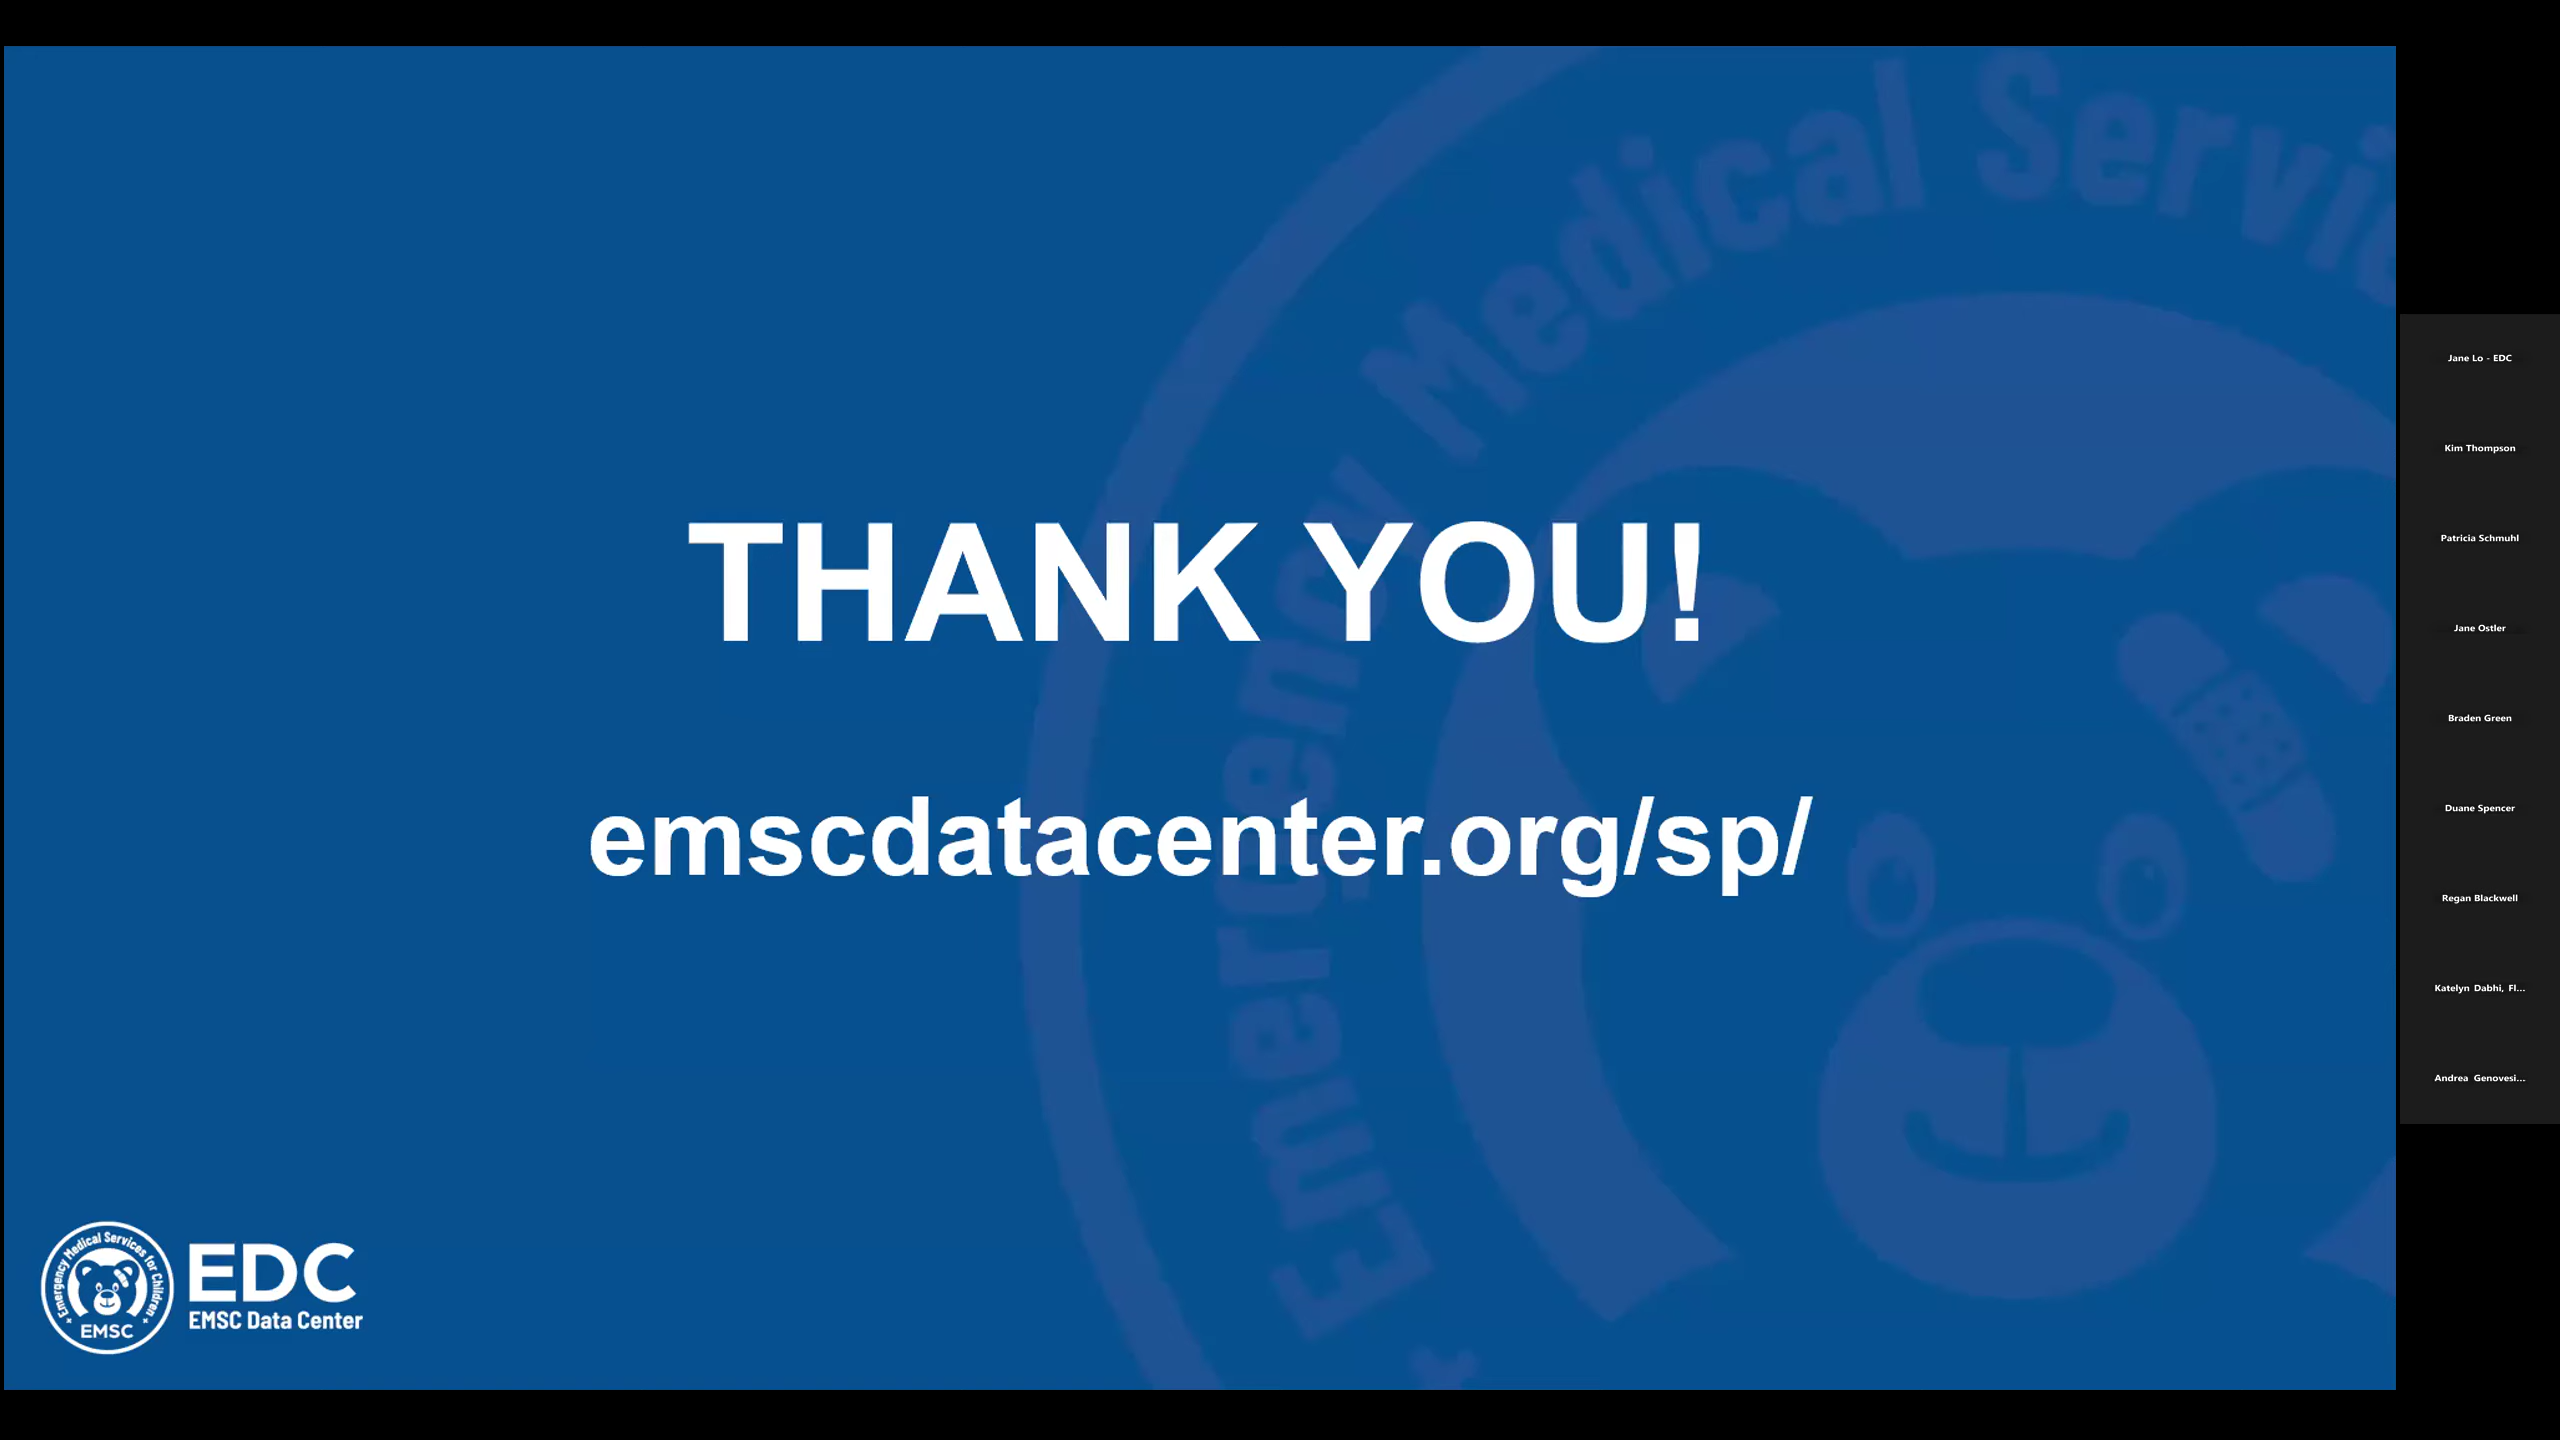 THANK YOU!
emscdatacenter.org/sp/
Emergency Medical Servic
Emergency Medical Services for Children
EMSC
EDC
EMSC Data Center
Jane Lo - EDC
Kim Thompson
Patricia Schmuhl
Jane Ostler
Braden Green
Duane Spencer
Regan Blackwell
Katelyn Dabhi, Fl...
Andrea Genovesi...